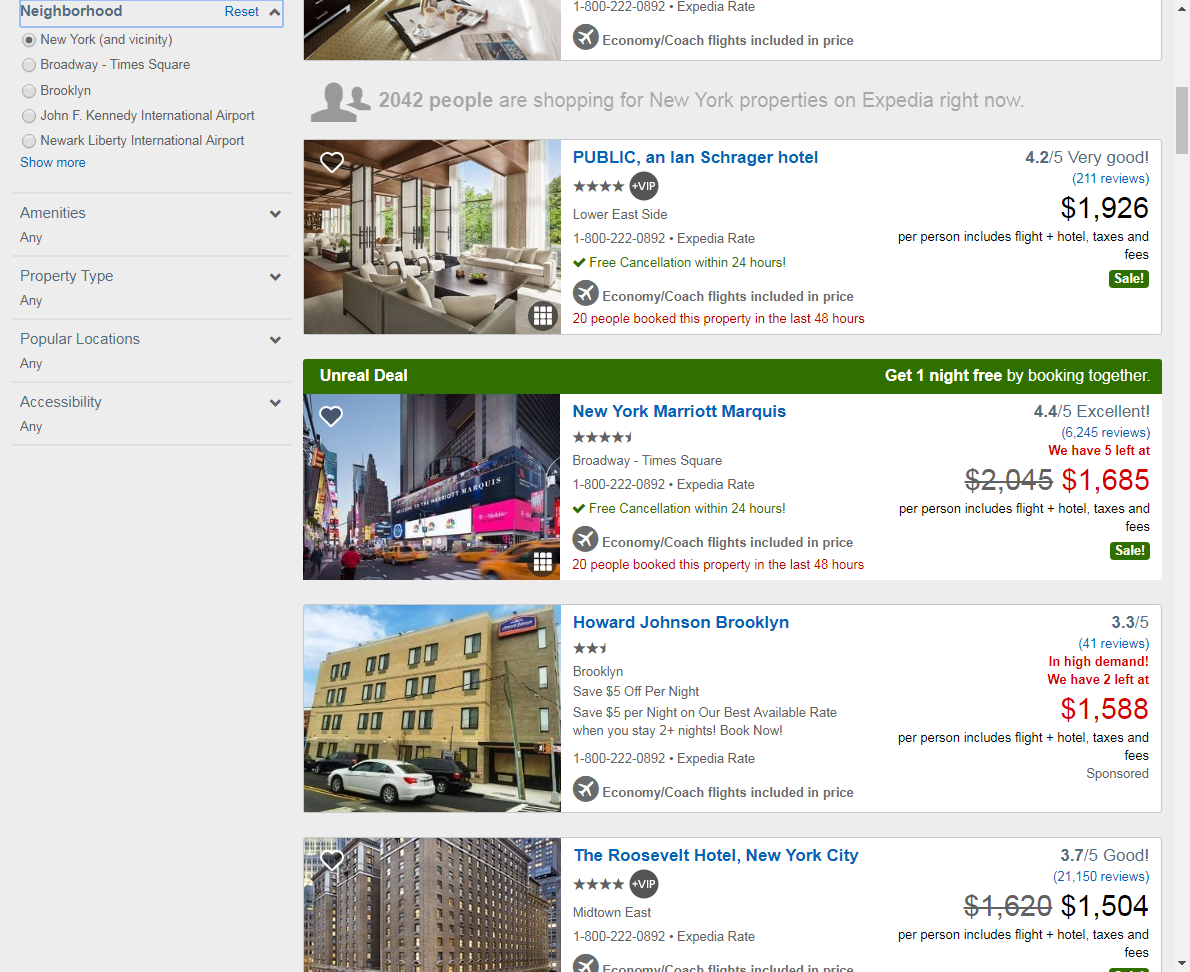 Neighborhood
Reset
New York (and vicinity)
Broadway - Times Square
Brooklyn
John F. Kennedy International Airport
Newark Liberty International Airport
Show more
Amenities
Any
Property Type
Any
Popular Locations
Any
Accessibility
Any
1-800-222-0892 • Expedia Rate
Economy/Coach flights included in price
2042 people are shopping for New York properties on Expedia right now.
PUBLIC, an Ian Schrager hotel
+VIP
Lower East Side
1-800-222-0892 • Expedia Rate
Free Cancellation within 24 hours!
Economy/Coach flights included in price
20 people booked this property in the last 48 hours
4.2/5 Very good!
(211 reviews)
$1,926
per person includes flight + hotel, taxes and
fees
Sale!
Unreal Deal
Get 1 night free by booking together.
WELCOME TO THE MARRIOTT MARQUIS
T-Mobile
New York Marriott Marquis
Broadway - Times Square
1-800-222-0892 • Expedia Rate
Free Cancellation within 24 hours!
Economy/Coach flights included in price
20 people booked this property in the last 48 hours
4.4/5 Excellent!
(6,245 reviews)
We have 5 left at
$2,045 $1,685
per person includes flight + hotel, taxes and
fees
Sale!
Howard Johnson Brooklyn
Brooklyn
Save $5 Off Per Night
Save $5 per Night on Our Best Available Rate
when you stay 2+ nights! Book Now!
1-800-222-0892 • Expedia Rate
Economy/Coach flights included in price
3.3/5
(41 reviews)
In high demand!
We have 2 left at
$1,588
per person includes flight + hotel, taxes and
fees
Sponsored
The Roosevelt Hotel, New York City
+VIP
Midtown East
1-800-222-0892 • Expedia Rate
Economy/Coach flights included in price
3.7/5 Good!
(21,150 reviews)
$1,620 $1,504
per person includes flight + hotel, taxes and
fees